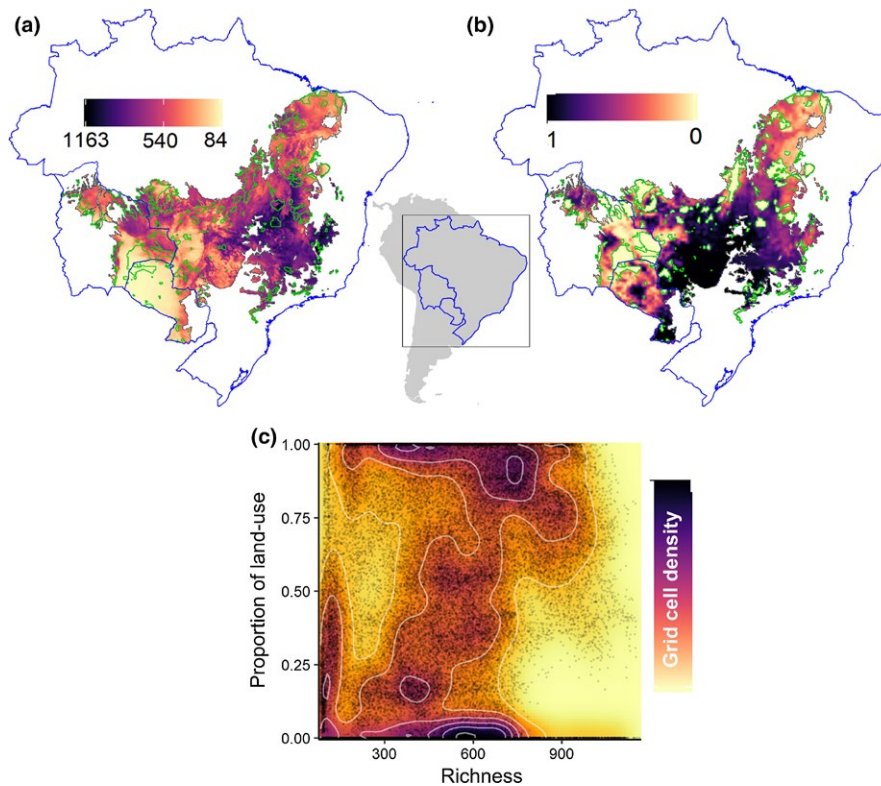 (a)
1163 540 84
(b)
1 0
(c)
1.00
0.75
0.50
0.25
0.00
Proportion of land-use
300 600 900
Richness
Grid cell density